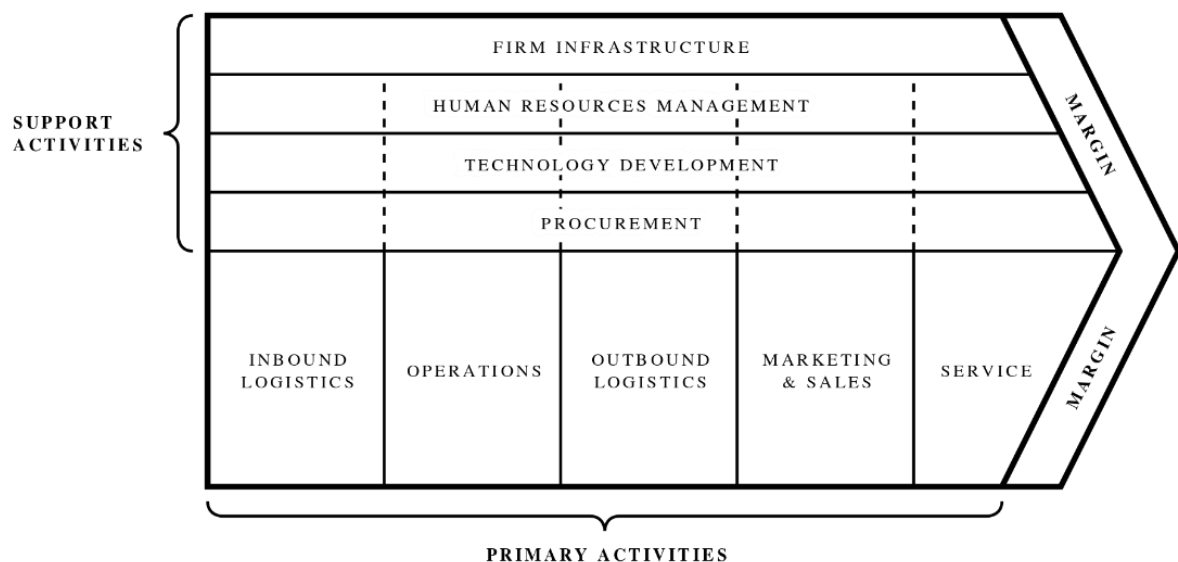 FIRM INFRASTRUCTURE
HUMAN RESOURCES MANAGEMENT
TECHNOLOGY DEVELOPMENT
PROCUREMENT
SUPPORT
ACTIVITIES
MARGIN
INBOUND
LOGISTICS
OPERATIONS
OUTBOUND
LOGISTICS
MARKETING
& SALES
SERVICE
MARGIN
PRIMARY ACTIVITIES